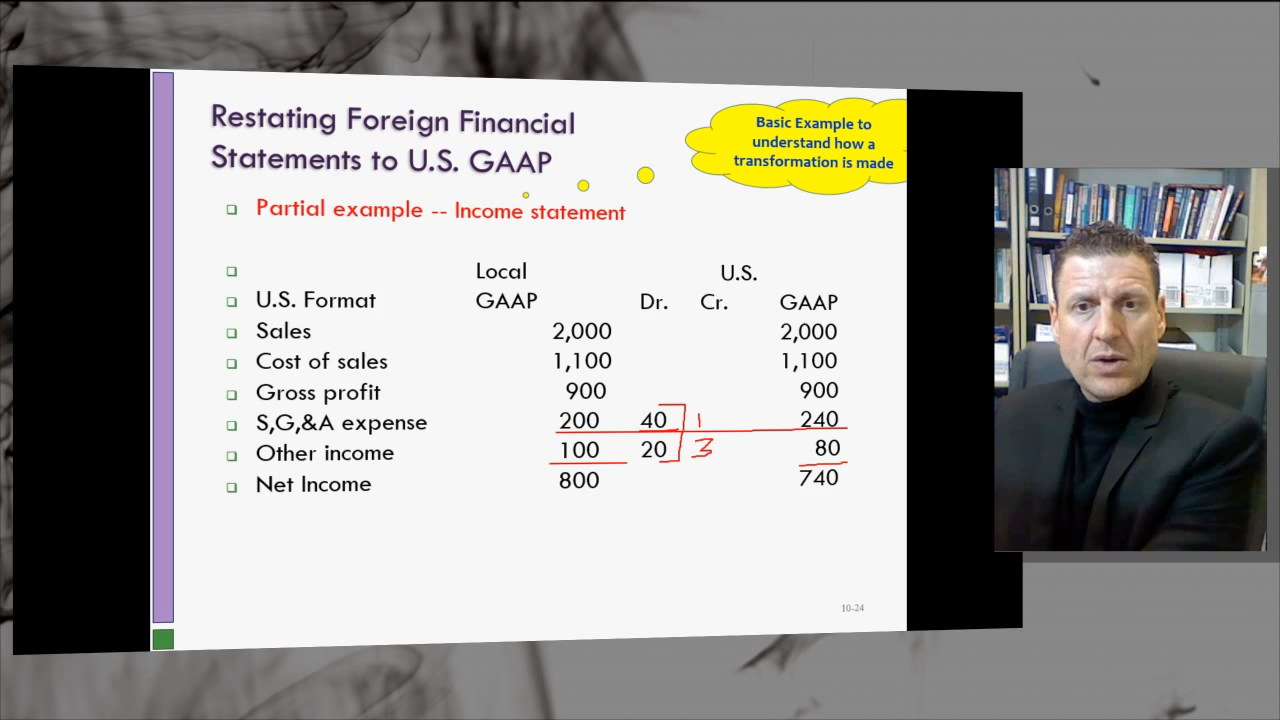 Restating Foreign Financial
Statements to U.S. GAAP
Basic Example to
understand how a
transformation is made
Partial example -- Income statement
Local U.S.
U.S. Format GAAP Dr. Cr. GAAP
Sales 2,000 2,000
Cost of sales 1,100 1,100
Gross profit 900 900
S,G,&A expense 200 40 1 240
Other income 100 20 3 80
Net Income 800 740
10-24